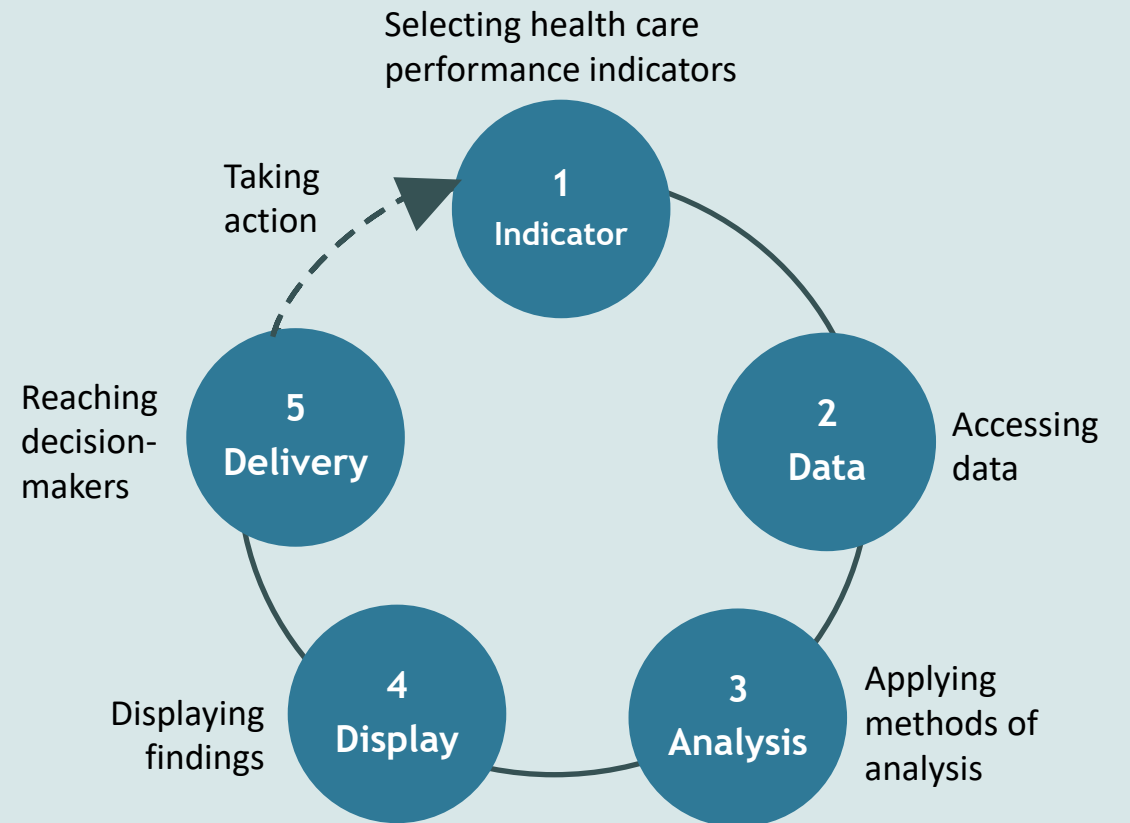 Selecting health care
performance indicators
1
Indicator
2
Data
Accessing
data
3
Analysis
Applying
methods of
analysis
4
Display
Displaying
findings
5
Delivery
Reaching
decision-
makers
Taking
action